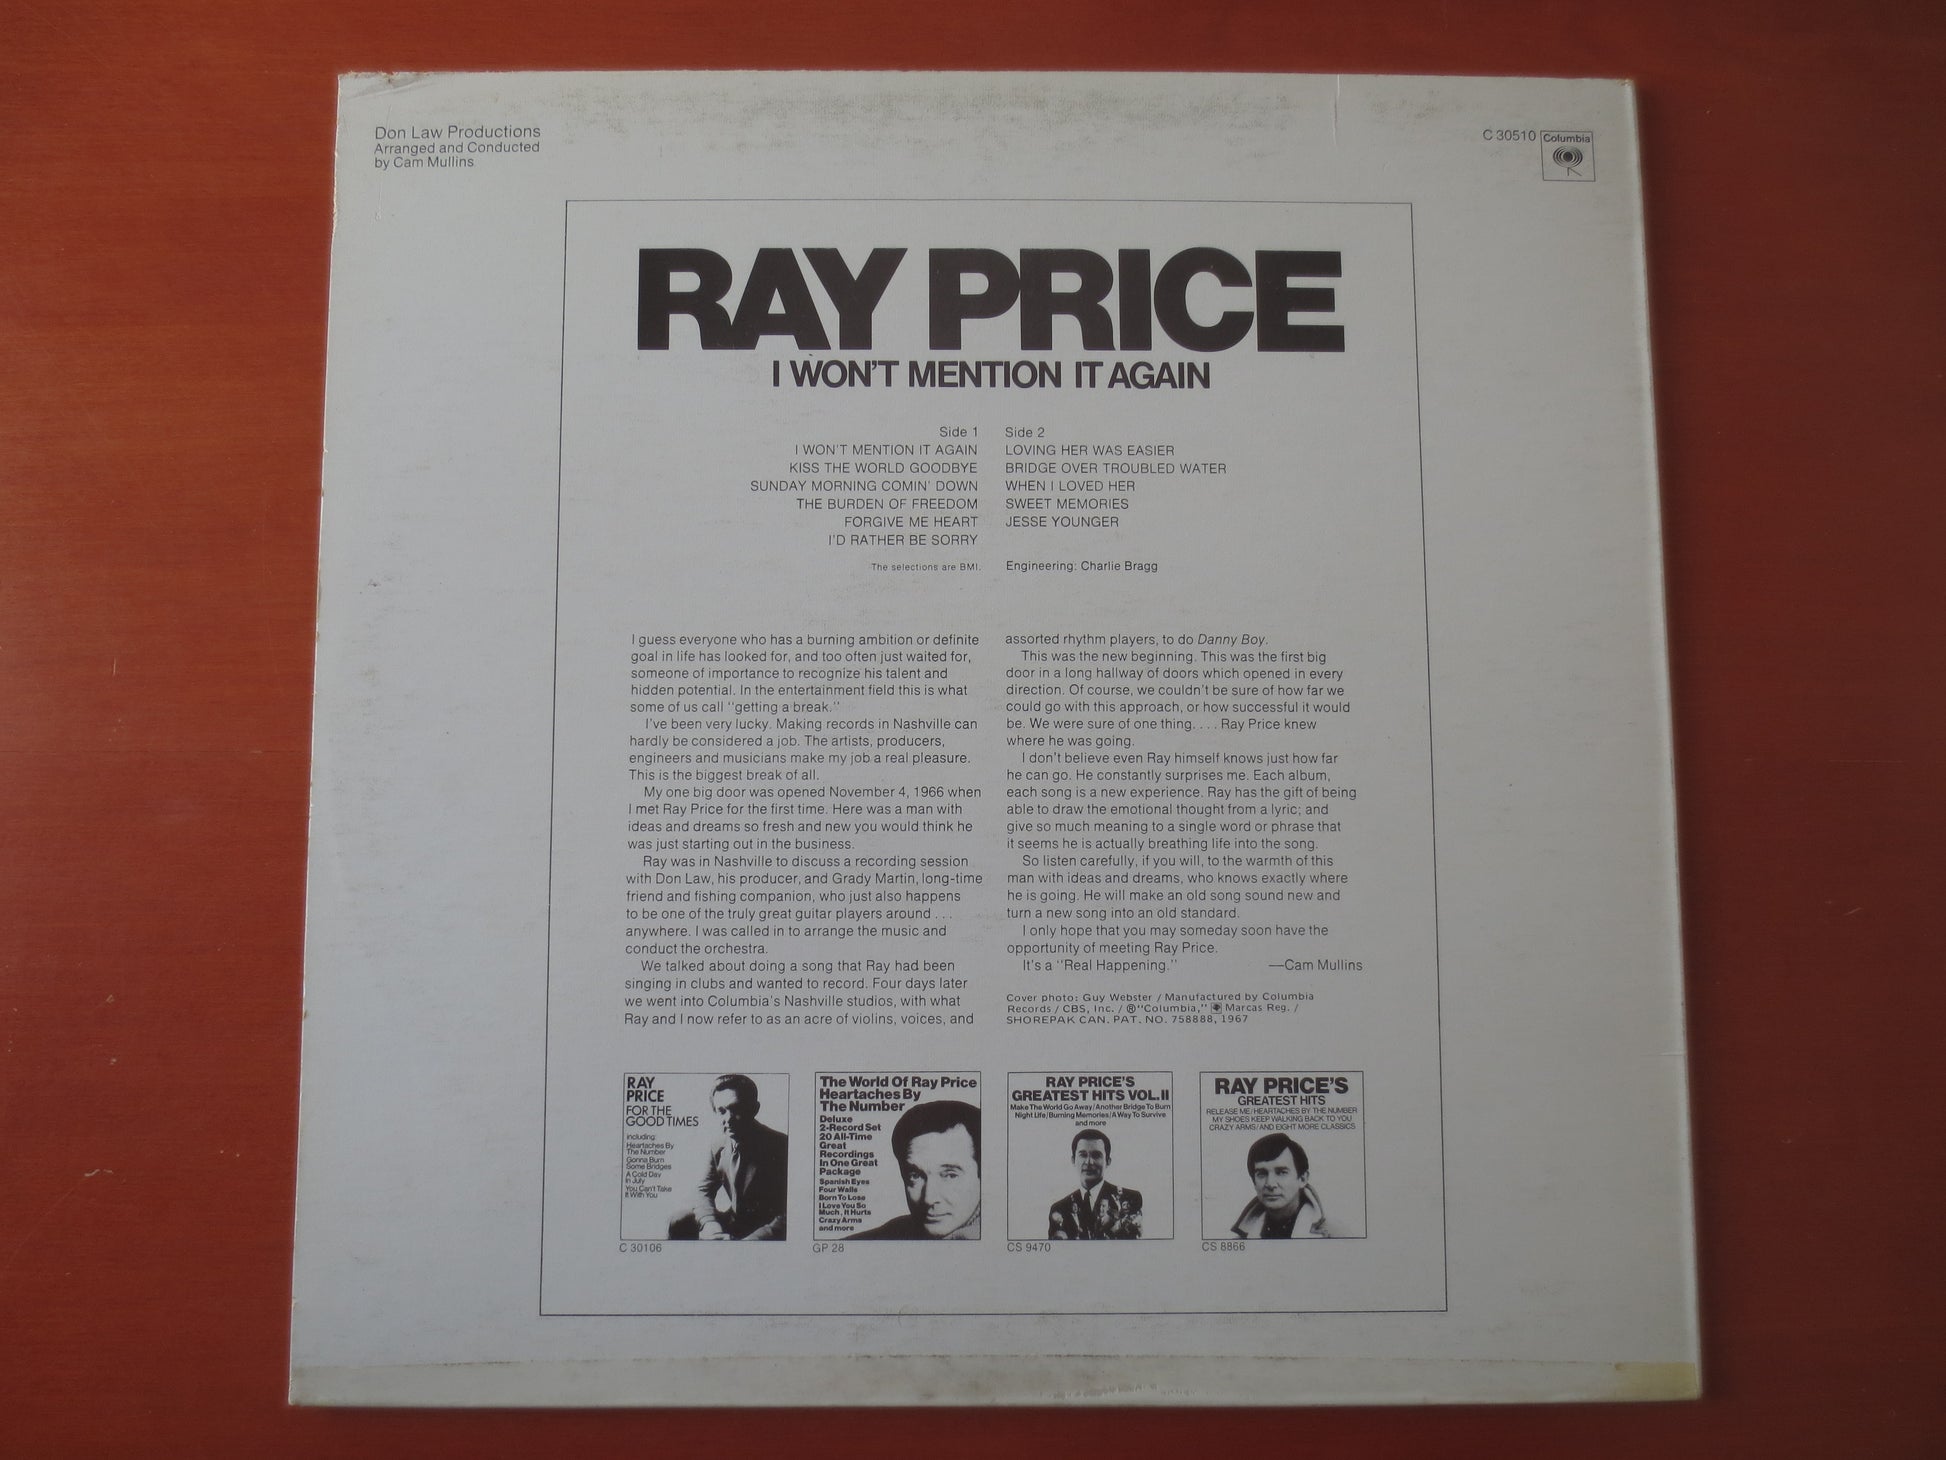 Don Law Productions
Arranged and Conducted
by Cam Mullins
C 30510
Columbia
RAY PRICE
I WON'T MENTION IT AGAIN
Side 1
I WON'T MENTION IT AGAIN
KISS THE WORLD GOODBYE
SUNDAY MORNING COMIN' DOWN
THE BURDEN OF FREEDOM
FORGIVE ME HEART
I'D RATHER BE SORRY
The selections are BMI.
Side 2
LOVING HER WAS EASIER
BRIDGE OVER TROUBLED WATER
WHEN I LOVED HER
SWEET MEMORIES
JESSE YOUNGER
Engineering: Charlie Bragg
I guess everyone who has a burning ambition or definite
goal in life has looked for, and too often just waited for,
someone of importance to recognize his talent and
hidden potential. In the entertainment field this is what
some of us call "getting a break."
I've been very lucky. Making records in Nashville can
hardly be considered a job. The artists, producers,
engineers and musicians make my job a real pleasure.
This is the biggest break of all.
My one big door was opened November 4, 1966 when
I met Ray Price for the first time. Here was a man with
ideas and dreams so fresh and new you would think he
was just starting out in the business.
Ray was in Nashville to discuss a recording session
with Don Law, his producer, and Grady Martin, long-time
friend and fishing companion, who just also happens
to be one of the truly great guitar players around . . .
anywhere. I was called in to arrange the music and
conduct the orchestra.
We talked about doing a song that Ray had been
singing in clubs and wanted to record. Four days later
we went into Columbia's Nashville studios, with what
Ray and I now refer to as an acre of violins, voices, and
assorted rhythm players, to do Danny Boy.
This was the new beginning. This was the first big
door in a long hallway of doors which opened in every
direction. Of course, we couldn't be sure of how far we
could go with this approach, or how successful it would
be. We were sure of one thing. . . . Ray Price knew
where he was going.
I don't believe even Ray himself knows just how far
he can go. He constantly surprises me. Each album,
each song is a new experience. Ray has the gift of being
able to draw the emotional thought from a lyric; and
give so much meaning to a single word or phrase that
it seems he is actually breathing life into the song.
So listen carefully, if you will, to the warmth of this
man with ideas and dreams, who knows exactly where
he is going. He will make an old song sound new and
turn a new song into an old standard.
I only hope that you may someday soon have the
opportunity of meeting Ray Price.
It's a "Real Happening." —Cam Mullins
Cover photo: Guy Webster / Manufactured by Columbia
Records / CBS, Inc. / ® "Columbia," Marcas Reg. /
SHOREPAK CAN. PAT. NO. 758888, 1967
RAY
PRICE
FOR THE
GOOD TIMES
including:
Heartaches By
The Number
Gonna Burn
Some Bridges
A Cold Day
In July
You Can't Take
It With You
C 30106
The World Of Ray Price
Heartaches By
The Number
Deluxe
2-Record Set
20 All-Time
Great
Recordings
In One Great
Package
Spanish Eyes
Four Walls
Born To Lose
I Love You So
Much, It Hurts
Crazy Arms
and more
GP 28
RAY PRICE'S
GREATEST HITS VOL. II
Make The World Go Away/Another Bridge To Burn
Night Life/Burning Memories/A Way To Survive
and more
CS 9470
RAY PRICE'S
GREATEST HITS
RELEASE ME/HEARTACHES BY THE NUMBER
MY SHOES KEEP WALKING BACK TO YOU
CRAZY ARMS/AND EIGHT MORE CLASSICS
CS 8866